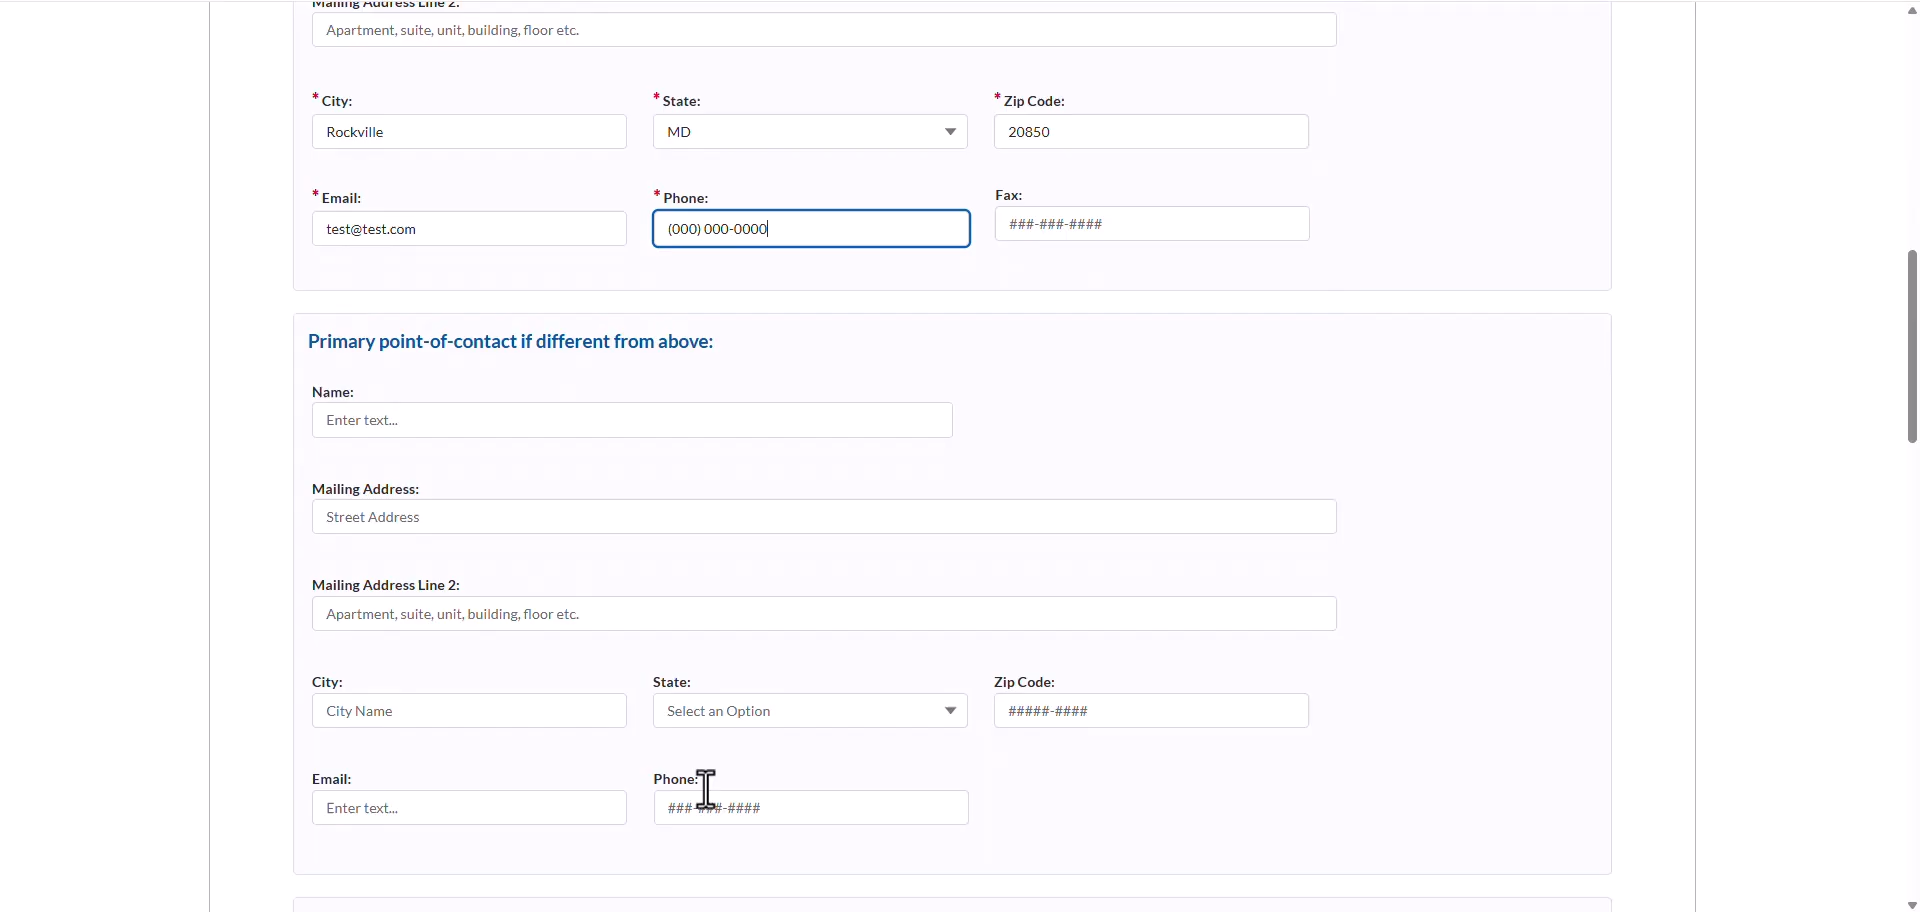 Mailing Address Line 2:
Apartment, suite, unit, building, floor etc.
* City: * State: * Zip Code:
Rockville MD 20850
* Email: * Phone: Fax:
test@test.com (000) 000-0000 ###-###-####
Primary point-of-contact if different from above:
Name:
Enter text...
Mailing Address:
Street Address
Mailing Address Line 2:
Apartment, suite, unit, building, floor etc.
City: State: Zip Code:
City Name Select an Option #####-####
Email: Phone:
Enter text... ###-###-####